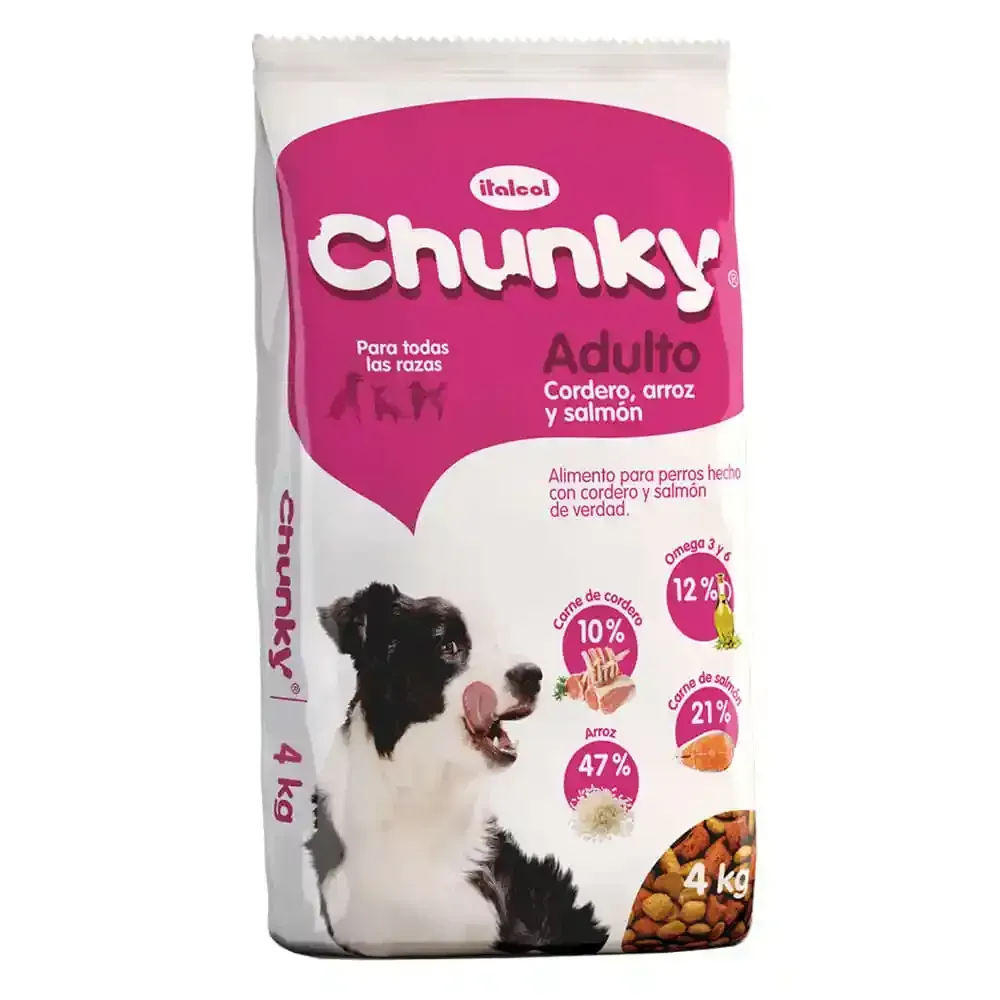 italcol
Chunky®
Adulto
Cordero, arroz
y salmón
Para todas
las razas
Alimento para perros hecho
con cordero y salmón
de verdad.
Omega 3 y 6
12%
Carne de cordero
10%
Carne de salmón
21%
Arroz
47%
4 kg
Chunky®
4 kg